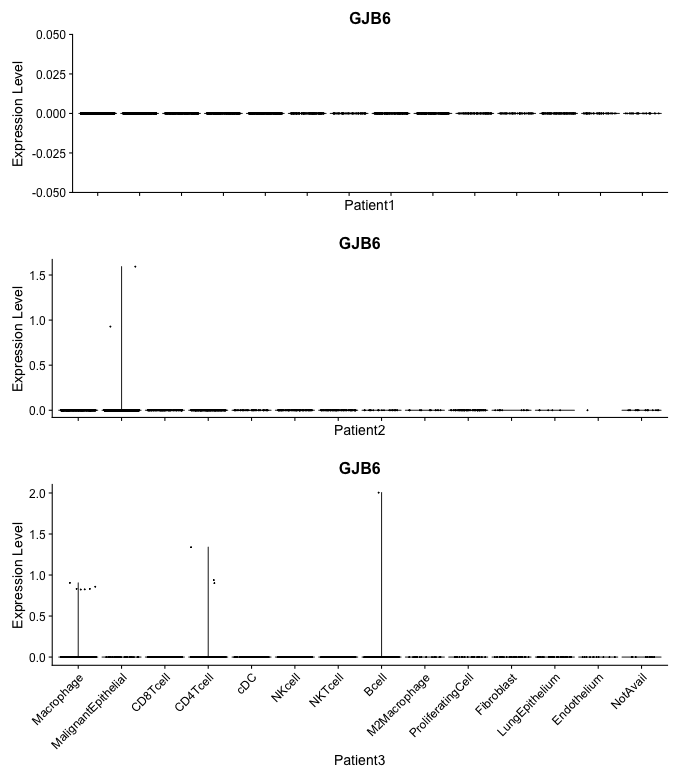 GJB6
Expression Level
0.050
0.025
0.000
-0.025
-0.050
Patient1
GJB6
Expression Level
1.5
1.0
0.5
0.0
Patient2
GJB6
Expression Level
2.0
1.5
1.0
0.5
0.0
Macrophage
MalignantEpithelial
CD8Tcell
CD4Tcell
cDC
NKcell
NKTcell
Bcell
M2Macrophage
ProliferatingCell
Fibroblast
LungEpithelium
Endothelium
NotAvail
Patient3